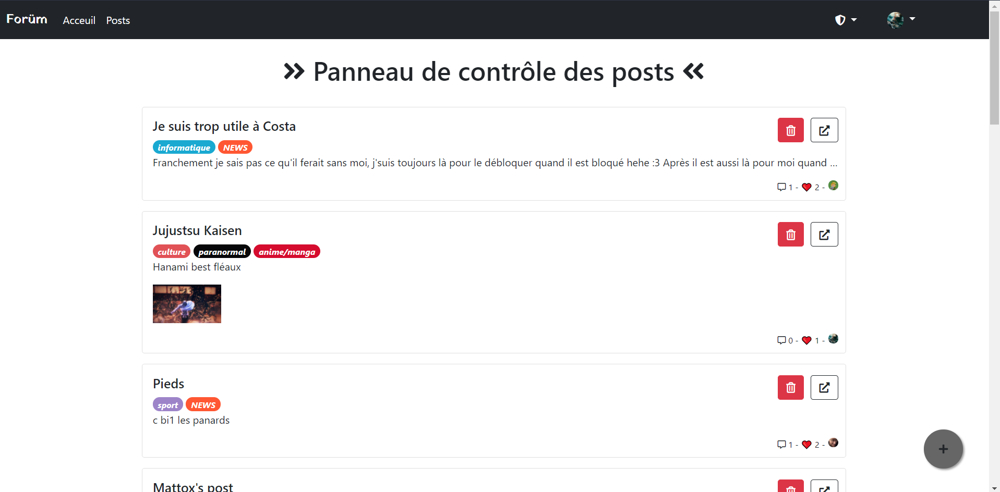 Forüm Acceuil Posts
Panneau de contrôle des posts
Je suis trop utile à Costa
informatique NEWS
Franchement je sais pas ce qu'il ferait sans moi, j'suis toujours là pour le débloquer quand il est bloqué hehe :3 Après il est aussi là pour moi quand ...
1 - 2 -
Jujustsu Kaisen
culture paranormal anime/manga
Hanami best fléaux
0 - 1 -
Pieds
sport NEWS
c bi1 les panards
1 - 2 -
+
Mattox's post